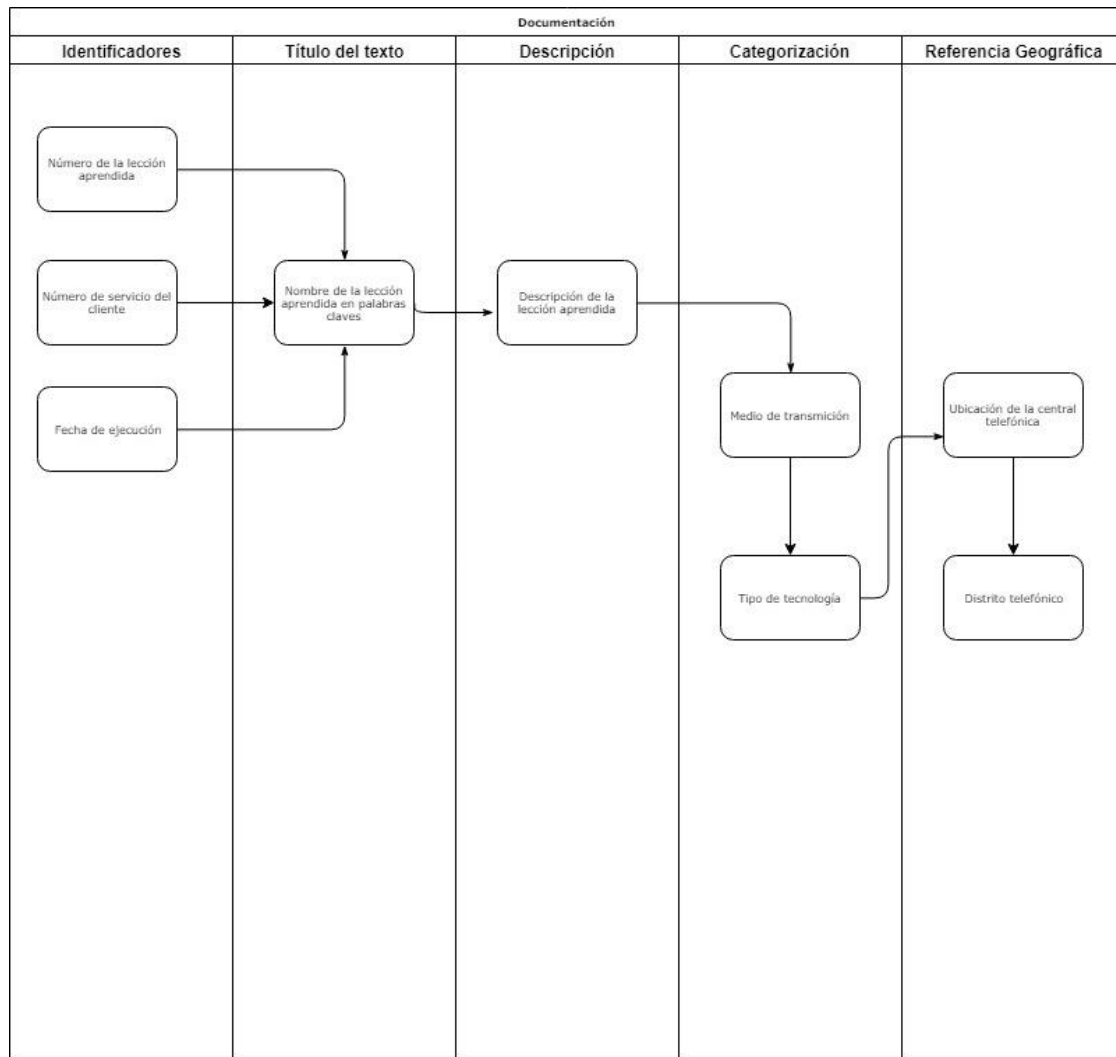 Documentación
Identificadores
Título del texto
Descripción
Categorización
Referencia Geográfica
Número de la lección
aprendida
Número de servicio del
cliente
Fecha de ejecución
Nombre de la lección
aprendida en palabras
claves
Descripción de la
lección aprendida
Medio de transmición
Tipo de tecnología
Ubicación de la central
telefónica
Distrito telefónico